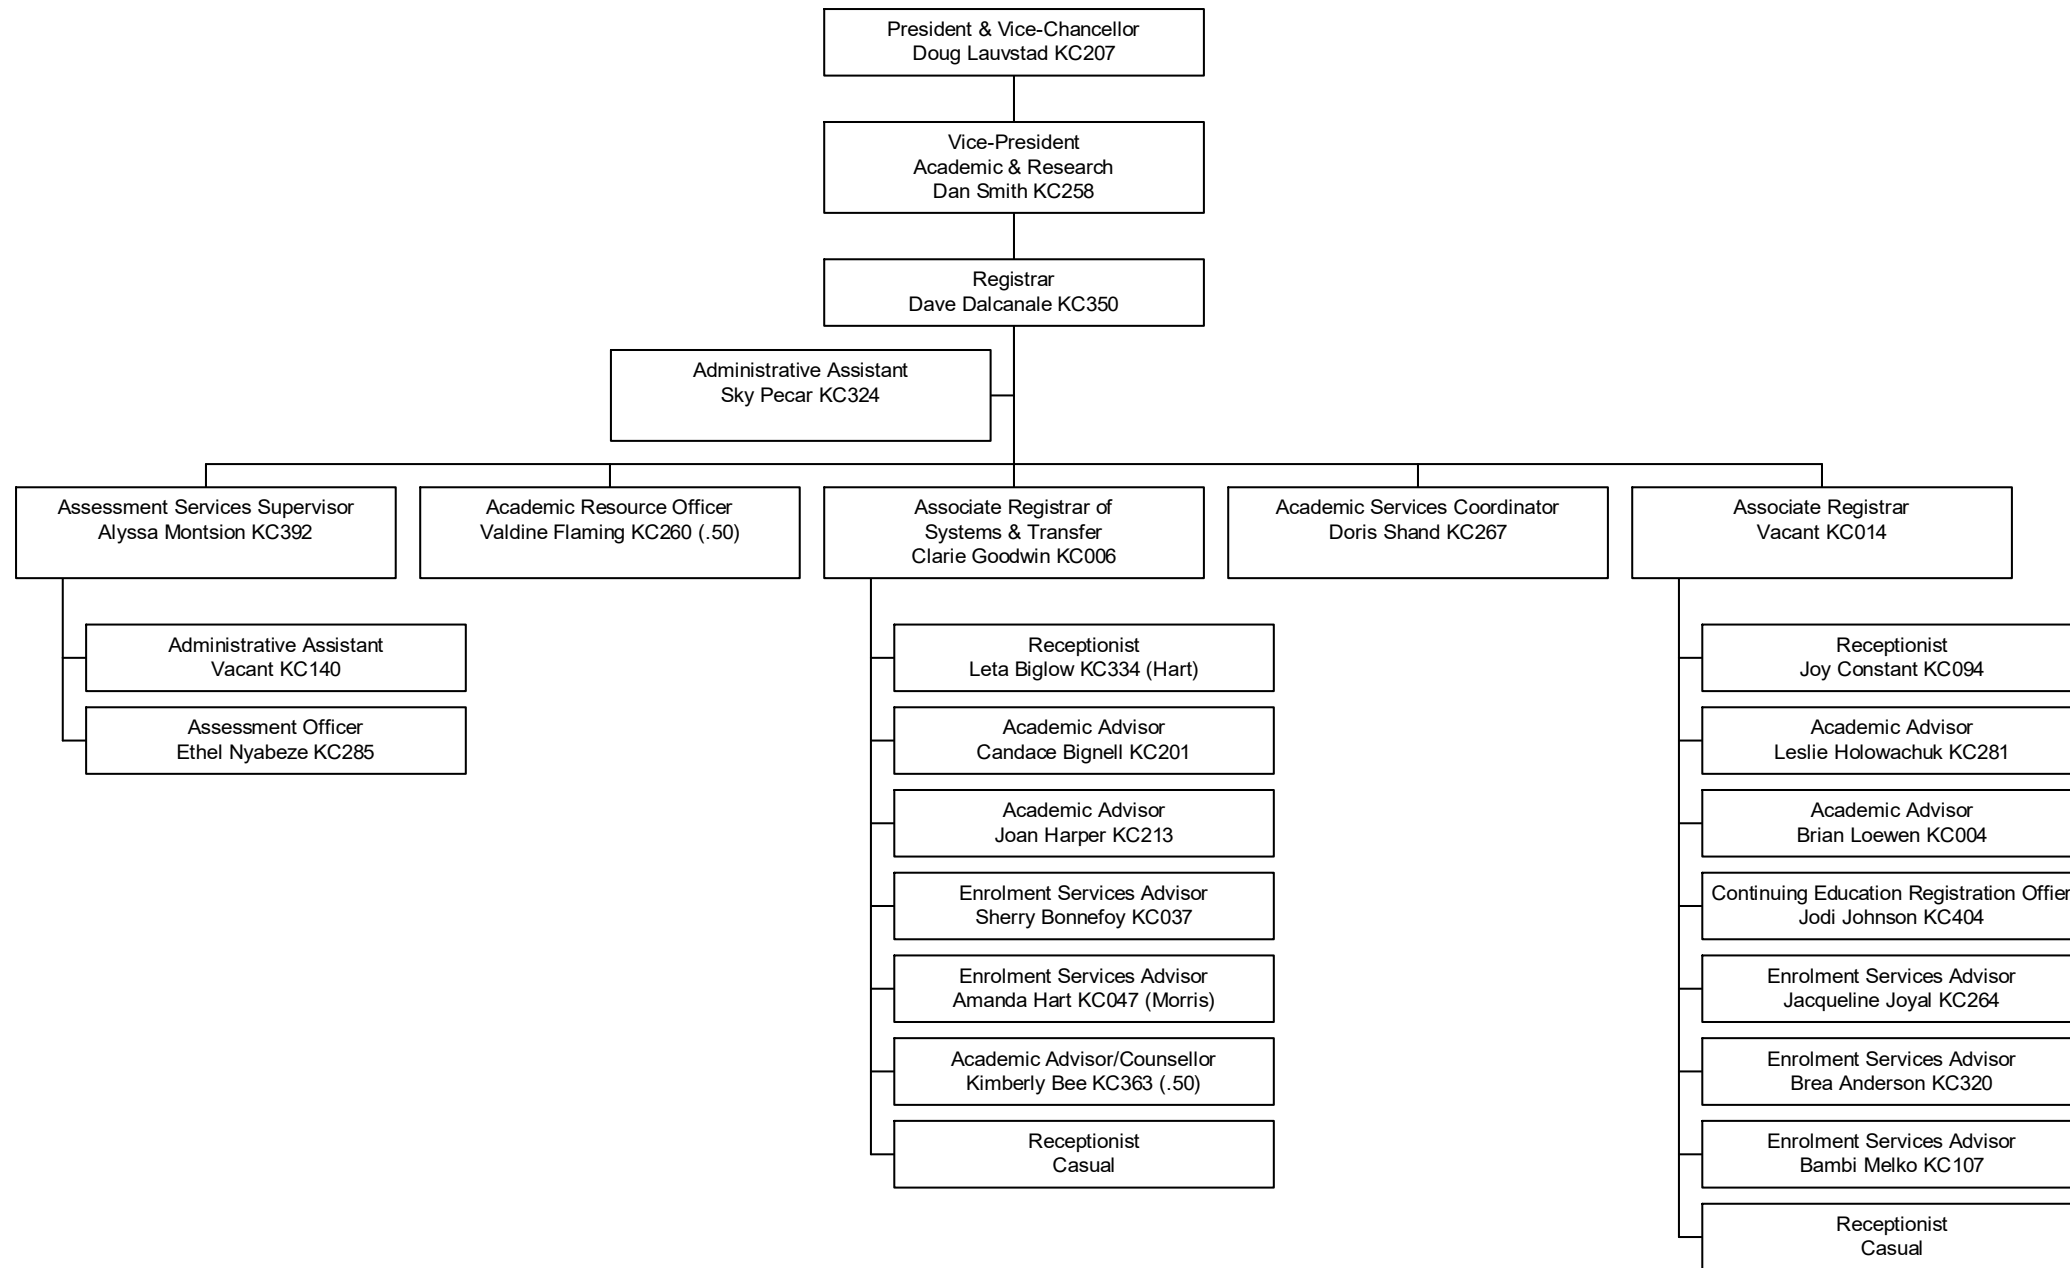 President & Vice-Chancellor
Doug Lauvstad KC207
Vice-President
Academic & Research
Dan Smith KC258
Registrar
Dave Dalcanale KC350
Administrative Assistant
Sky Pecar KC324
Assessment Services Supervisor
Alyssa Montsion KC392
Academic Resource Officer
Valdine Flaming KC260 (.50)
Associate Registrar of
Systems & Transfer
Clarie Goodwin KC006
Academic Services Coordinator
Doris Shand KC267
Associate Registrar
Vacant KC014
Administrative Assistant
Vacant KC140
Assessment Officer
Ethel Nyabeze KC285
Receptionist
Leta Biglow KC334 (Hart)
Academic Advisor
Candace Bignell KC201
Academic Advisor
Joan Harper KC213
Enrolment Services Advisor
Sherry Bonnefoy KC037
Enrolment Services Advisor
Amanda Hart KC047 (Morris)
Academic Advisor/Counsellor
Kimberly Bee KC363 (.50)
Receptionist
Casual
Receptionist
Joy Constant KC094
Academic Advisor
Leslie Holowachuk KC281
Academic Advisor
Brian Loewen KC004
Continuing Education Registration Offier
Jodi Johnson KC404
Enrolment Services Advisor
Jacqueline Joyal KC264
Enrolment Services Advisor
Brea Anderson KC320
Enrolment Services Advisor
Bambi Melko KC107
Receptionist
Casual